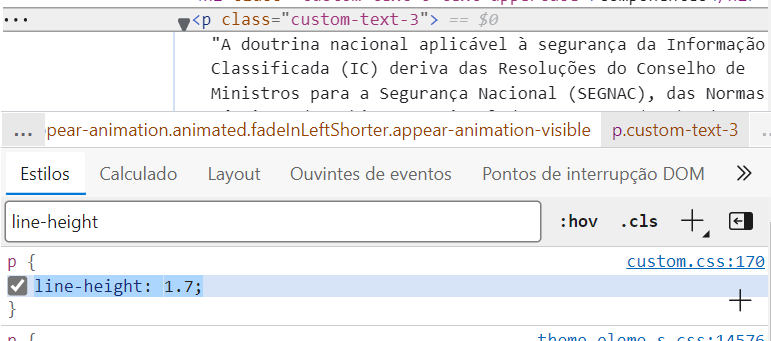 <p class="custom-text-3"> == $0
"A doutrina nacional aplicável à segurança da Informação
Classificada (IC) deriva das Resoluções do Conselho de
Ministros para a Segurança Nacional (SEGNAC), das Normas
... pear-animation.animated.fadeInLeftShorter.appear-animation-visible p.custom-text-3 ...
Estilos Calculado Layout Ouvintes de eventos Pontos de interrupção DOM
line-height :hov .cls
p { custom.css:170
line-height: 1.7;
}